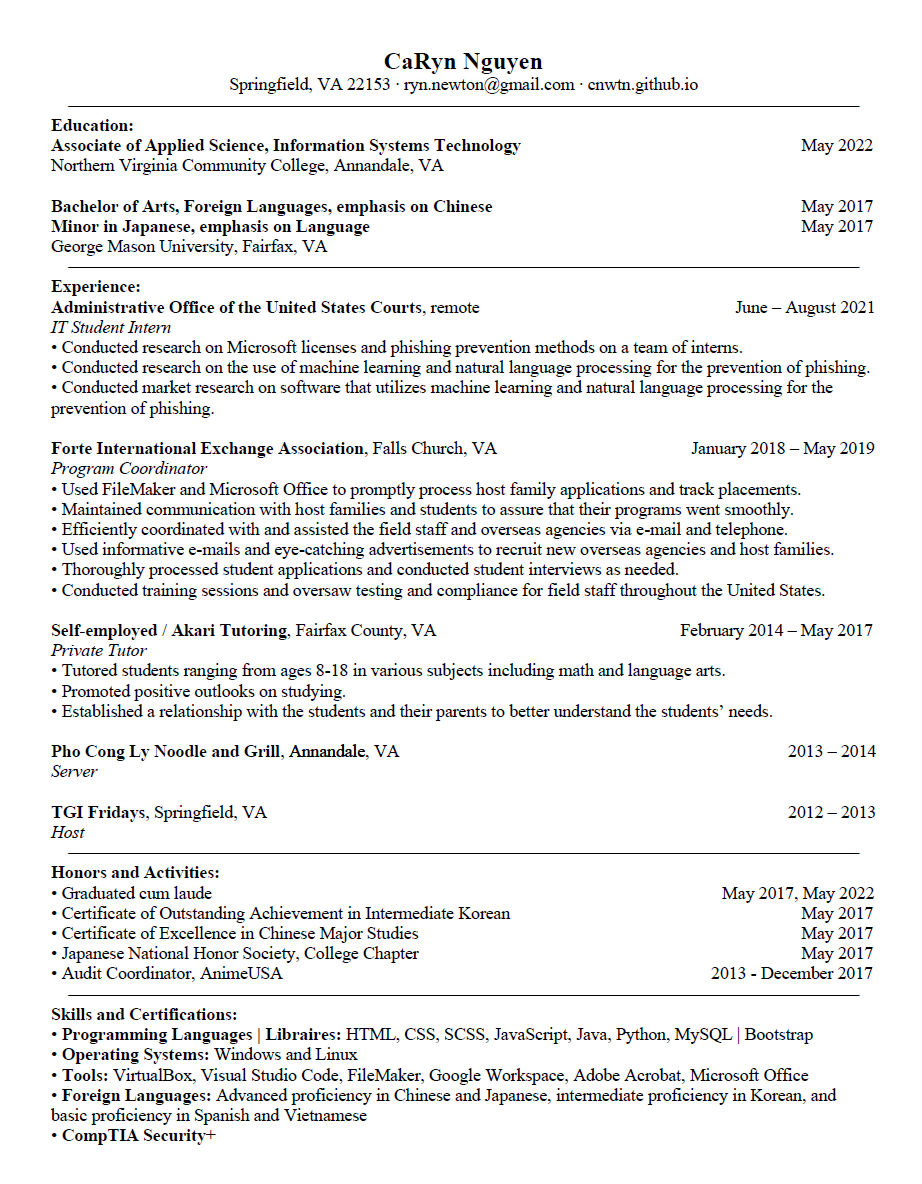 CaRyn Nguyen
Springfield, VA 22153 · ryn.newton@gmail.com · cnwtn.github.io
Education:
Associate of Applied Science, Information Systems Technology May 2022
Northern Virginia Community College, Annandale, VA
Bachelor of Arts, Foreign Languages, emphasis on Chinese May 2017
Minor in Japanese, emphasis on Language May 2017
George Mason University, Fairfax, VA
Experience:
Administrative Office of the United States Courts, remote June – August 2021
IT Student Intern
• Conducted research on Microsoft licenses and phishing prevention methods on a team of interns.
• Conducted research on the use of machine learning and natural language processing for the prevention of phishing.
• Conducted market research on software that utilizes machine learning and natural language processing for the
prevention of phishing.
Forte International Exchange Association, Falls Church, VA January 2018 – May 2019
Program Coordinator
• Used FileMaker and Microsoft Office to promptly process host family applications and track placements.
• Maintained communication with host families and students to assure that their programs went smoothly.
• Efficiently coordinated with and assisted the field staff and overseas agencies via e-mail and telephone.
• Used informative e-mails and eye-catching advertisements to recruit new overseas agencies and host families.
• Thoroughly processed student applications and conducted student interviews as needed.
• Conducted training sessions and oversaw testing and compliance for field staff throughout the United States.
Self-employed / Akari Tutoring, Fairfax County, VA February 2014 – May 2017
Private Tutor
• Tutored students ranging from ages 8-18 in various subjects including math and language arts.
• Promoted positive outlooks on studying.
• Established a relationship with the students and their parents to better understand the students’ needs.
Pho Cong Ly Noodle and Grill, Annandale, VA 2013 – 2014
Server
TGI Fridays, Springfield, VA 2012 – 2013
Host
Honors and Activities:
• Graduated cum laude May 2017, May 2022
• Certificate of Outstanding Achievement in Intermediate Korean May 2017
• Certificate of Excellence in Chinese Major Studies May 2017
• Japanese National Honor Society, College Chapter May 2017
• Audit Coordinator, AnimeUSA 2013 - December 2017
Skills and Certifications:
• Programming Languages | Libraires: HTML, CSS, SCSS, JavaScript, Java, Python, MySQL | Bootstrap
• Operating Systems: Windows and Linux
• Tools: VirtualBox, Visual Studio Code, FileMaker, Google Workspace, Adobe Acrobat, Microsoft Office
• Foreign Languages: Advanced proficiency in Chinese and Japanese, intermediate proficiency in Korean, and
basic proficiency in Spanish and Vietnamese
• CompTIA Security+